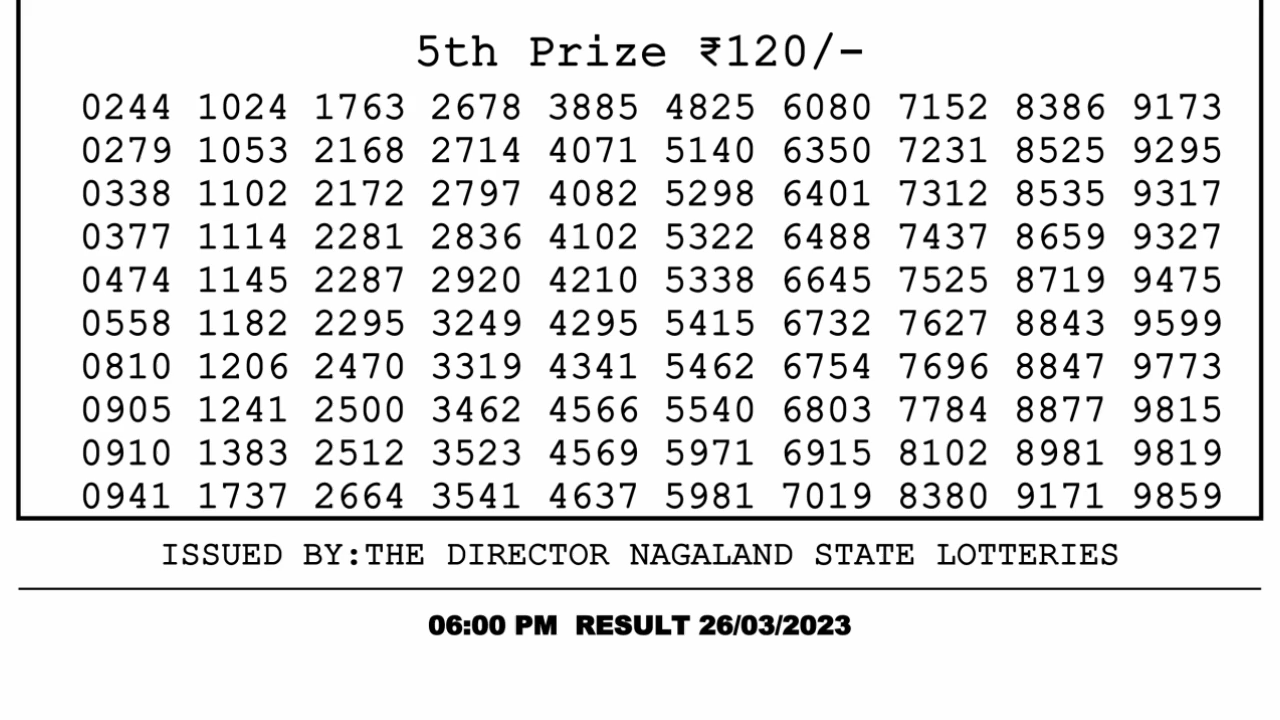 5th Prize ₹120/-
0244 1024 1763 2678 3885 4825 6080 7152 8386 9173
0279 1053 2168 2714 4071 5140 6350 7231 8525 9295
0338 1102 2172 2797 4082 5298 6401 7312 8535 9317
0377 1114 2281 2836 4102 5322 6488 7437 8659 9327
0474 1145 2287 2920 4210 5338 6645 7525 8719 9475
0558 1182 2295 3249 4295 5415 6732 7627 8843 9599
0810 1206 2470 3319 4341 5462 6754 7696 8847 9773
0905 1241 2500 3462 4566 5540 6803 7784 8877 9815
0910 1383 2512 3523 4569 5971 6915 8102 8981 9819
0941 1737 2664 3541 4637 5981 7019 8380 9171 9859
ISSUED BY:THE DIRECTOR NAGALAND STATE LOTTERIES
06:00 PM RESULT 26/03/2023